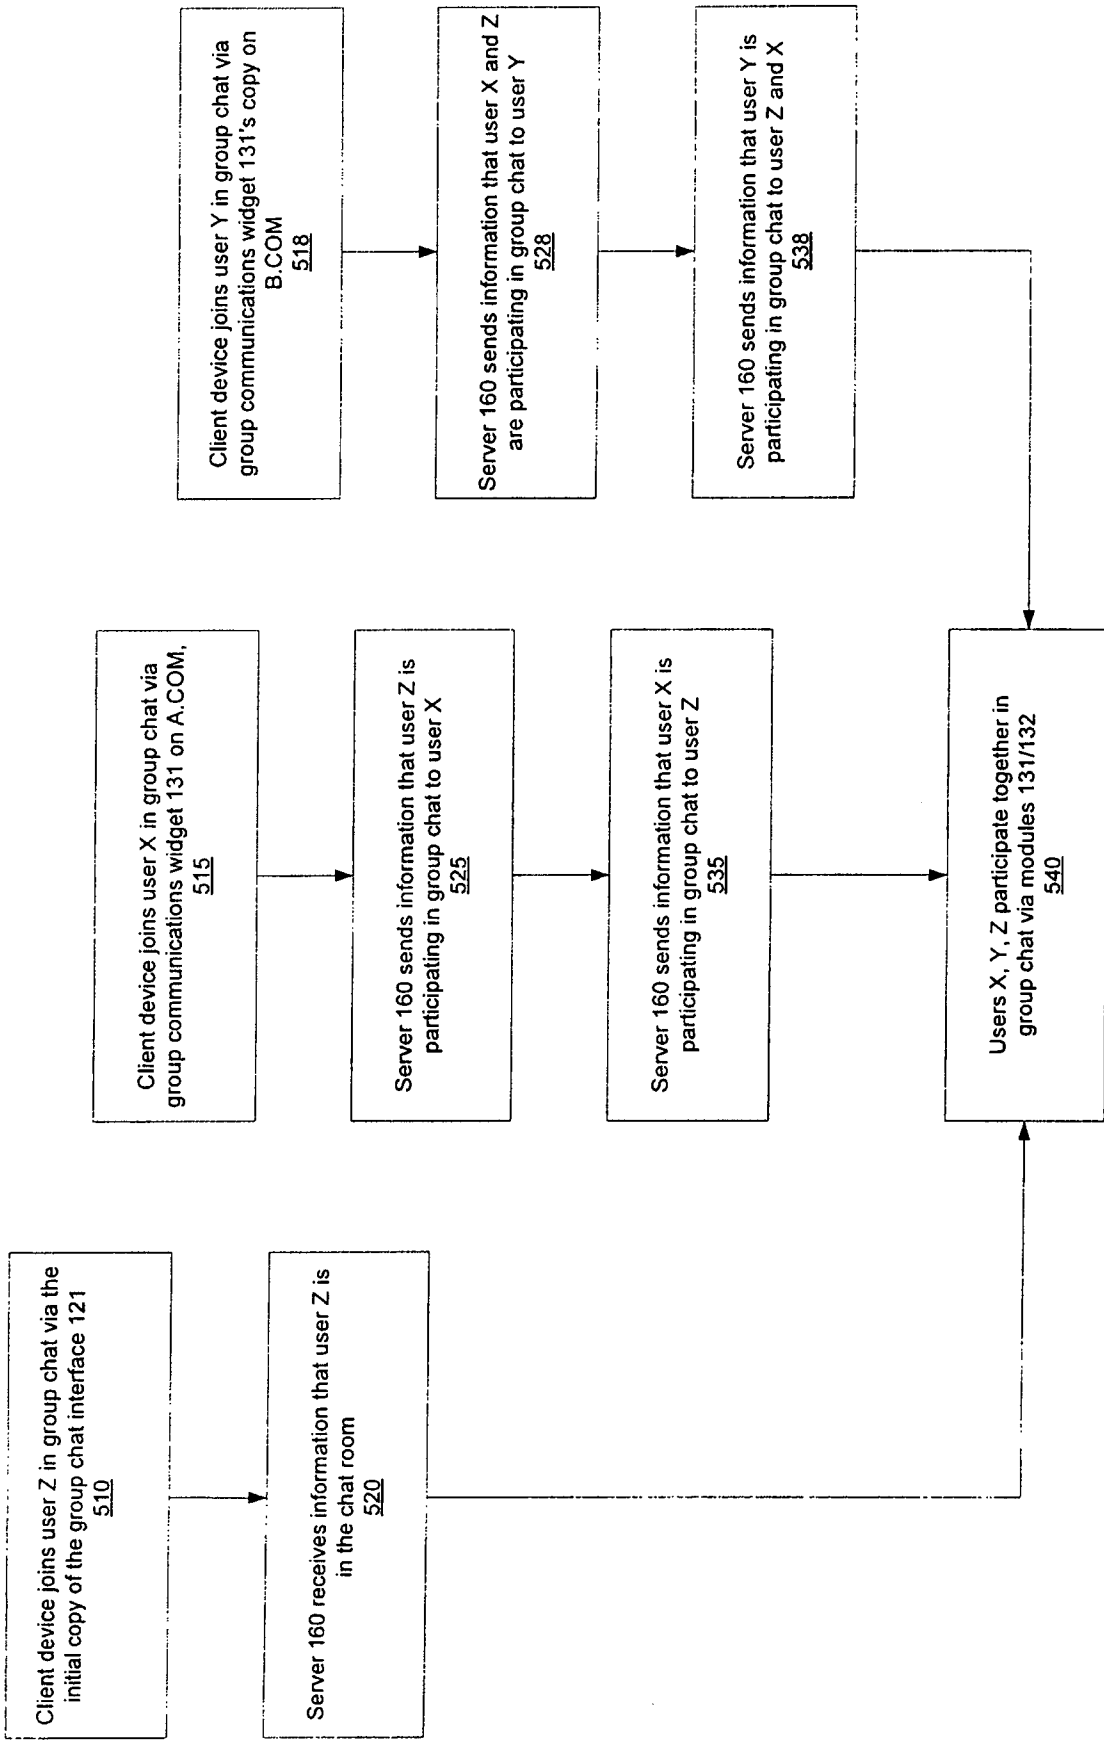 Client device joins user Z in group chat via the
initial copy of the group chat interface 121
510
Server 160 receives information that user Z is
in the chat room
520
Client device joins user X in group chat via
group communications widget 131 on A.COM,
515
Server 160 sends information that user Z is
participating in group chat to user X
525
Server 160 sends information that user X is
participating in group chat to user Z
535
Users X, Y, Z participate together in
group chat via modules 131/132
540
Client device joins user Y in group chat via
group communications widget 131's copy on
B.COM
518
Server 160 sends information that user X and Z
are participating in group chat to user Y
528
Server 160 sends information that user Y is
participating in group chat to user Z and X
538